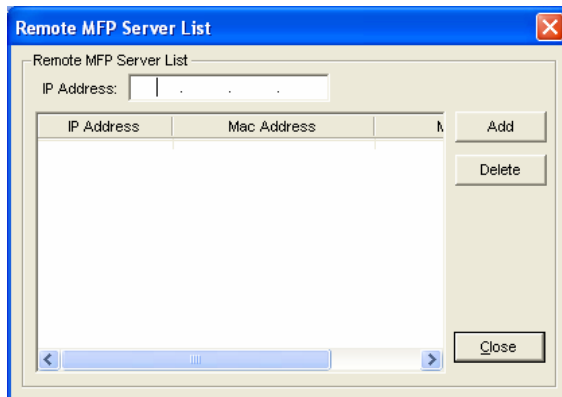 Remote MFP Server List
Remote MFP Server List
IP Address: . . .
IP Address Mac Address Add
Delete
Close